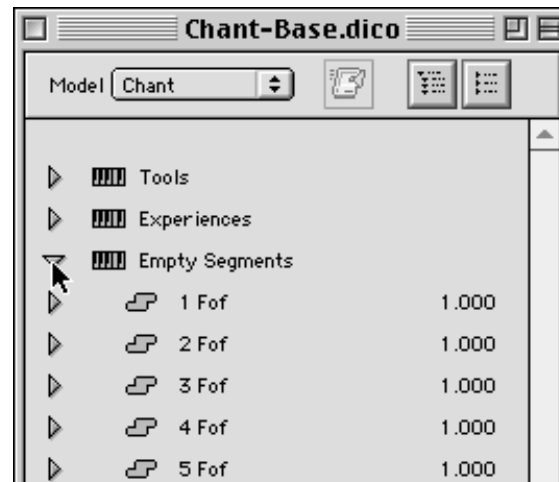 Chant-Base.dico
Model Chant
Tools
Experiences
Empty Segments
1 Fof 1.000
2 Fof 1.000
3 Fof 1.000
4 Fof 1.000
5 Fof 1.000